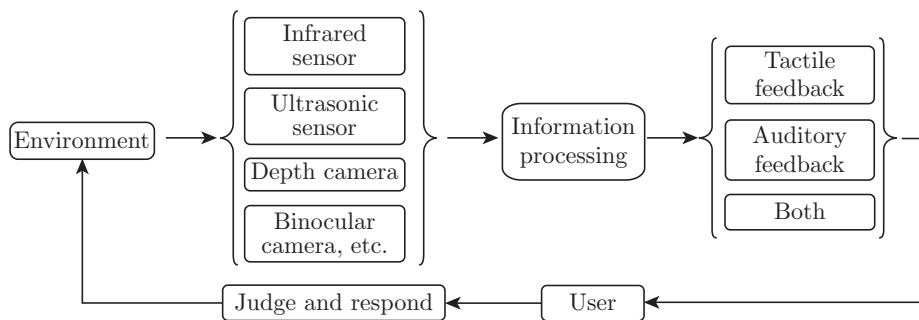 Infrared
sensor
Ultrasonic
sensor
Depth camera
Binocular
camera, etc.
Environment
Information
processing
Tactile
feedback
Auditory
feedback
Both
Judge and respond
User